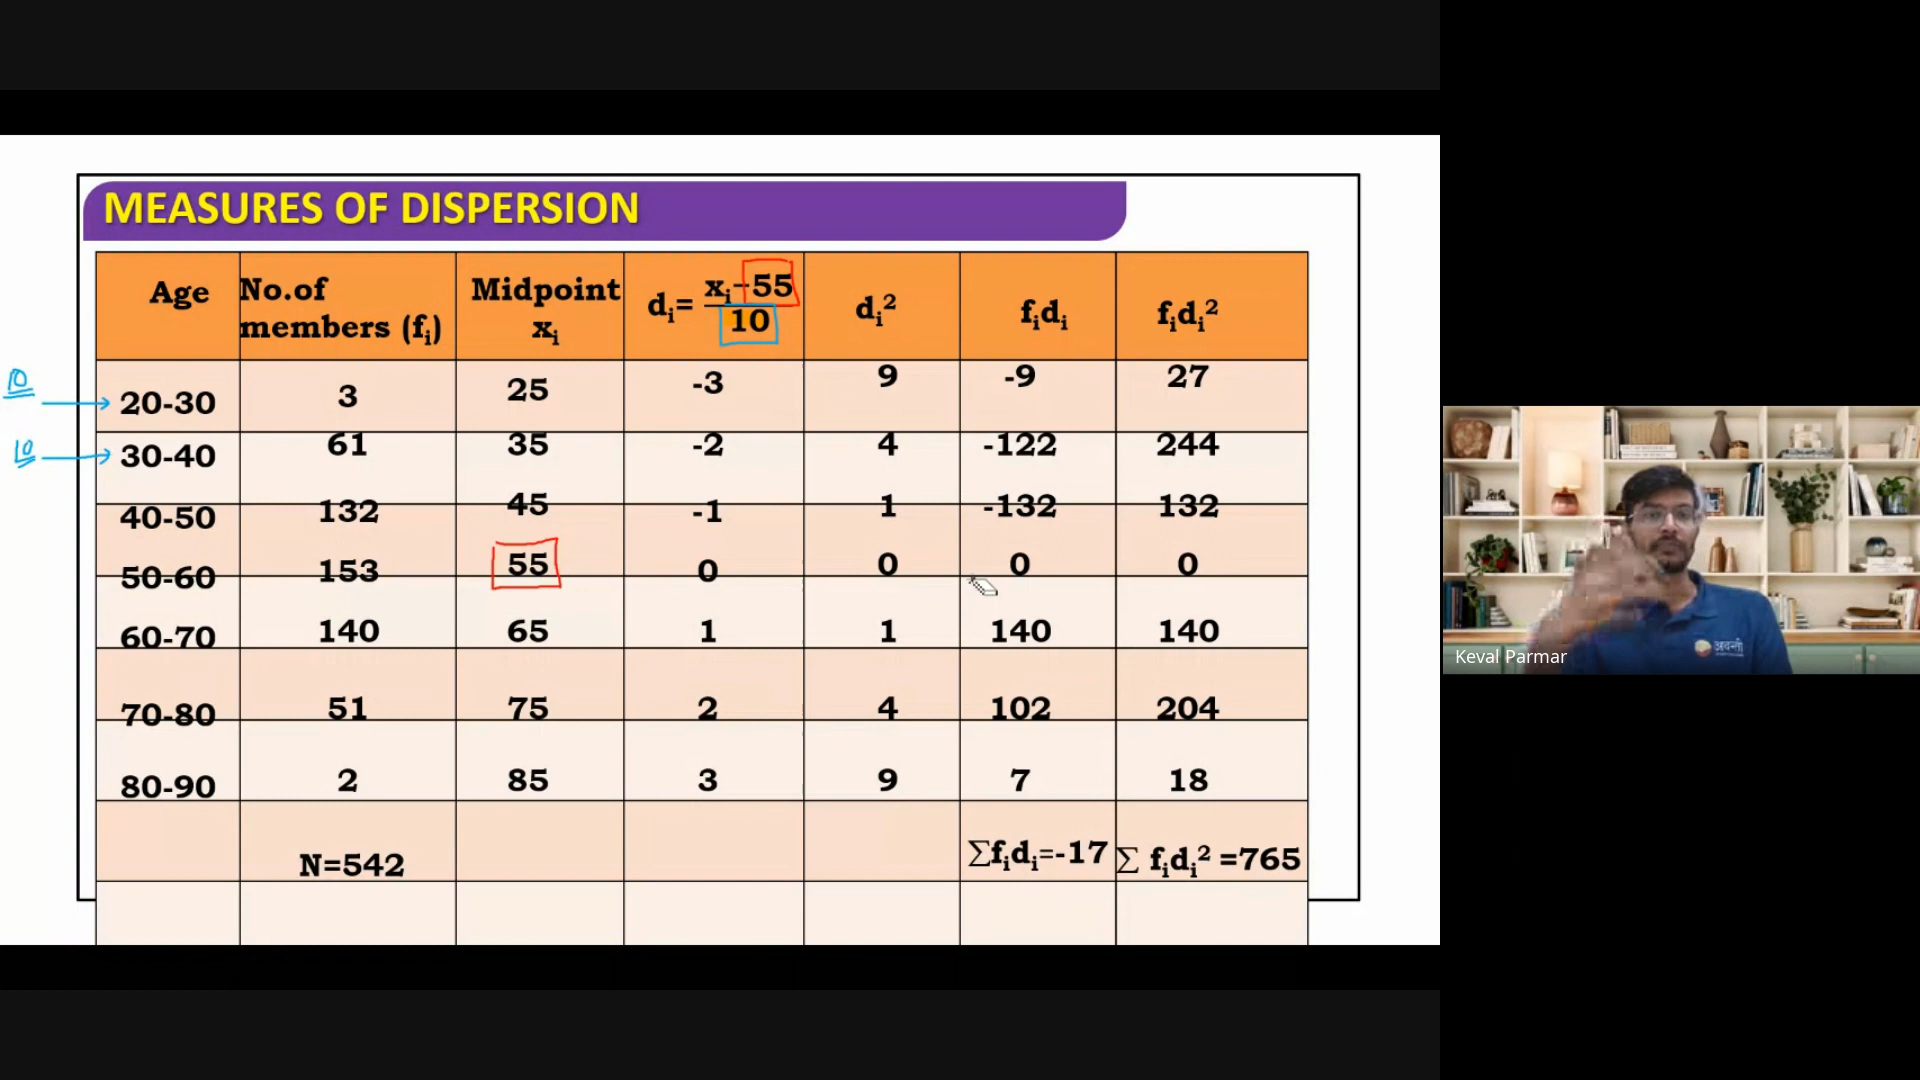 MEASURES OF DISPERSION
Age No.of members (fᵢ) Midpoint xᵢ dᵢ= xᵢ-55/10 dᵢ² fᵢdᵢ fᵢdᵢ²
10
20-30 3 25 -3 9 -9 27
10
30-40 61 35 -2 4 -122 244
40-50 132 45 -1 1 -132 132
50-60 153 55 0 0 0 0
60-70 140 65 1 1 140 140
70-80 51 75 2 4 102 204
80-90 2 85 3 9 7 18
N=542 ∑fᵢdᵢ=-17 ∑ fᵢdᵢ² =765
अवन्ती
Keval Parmar